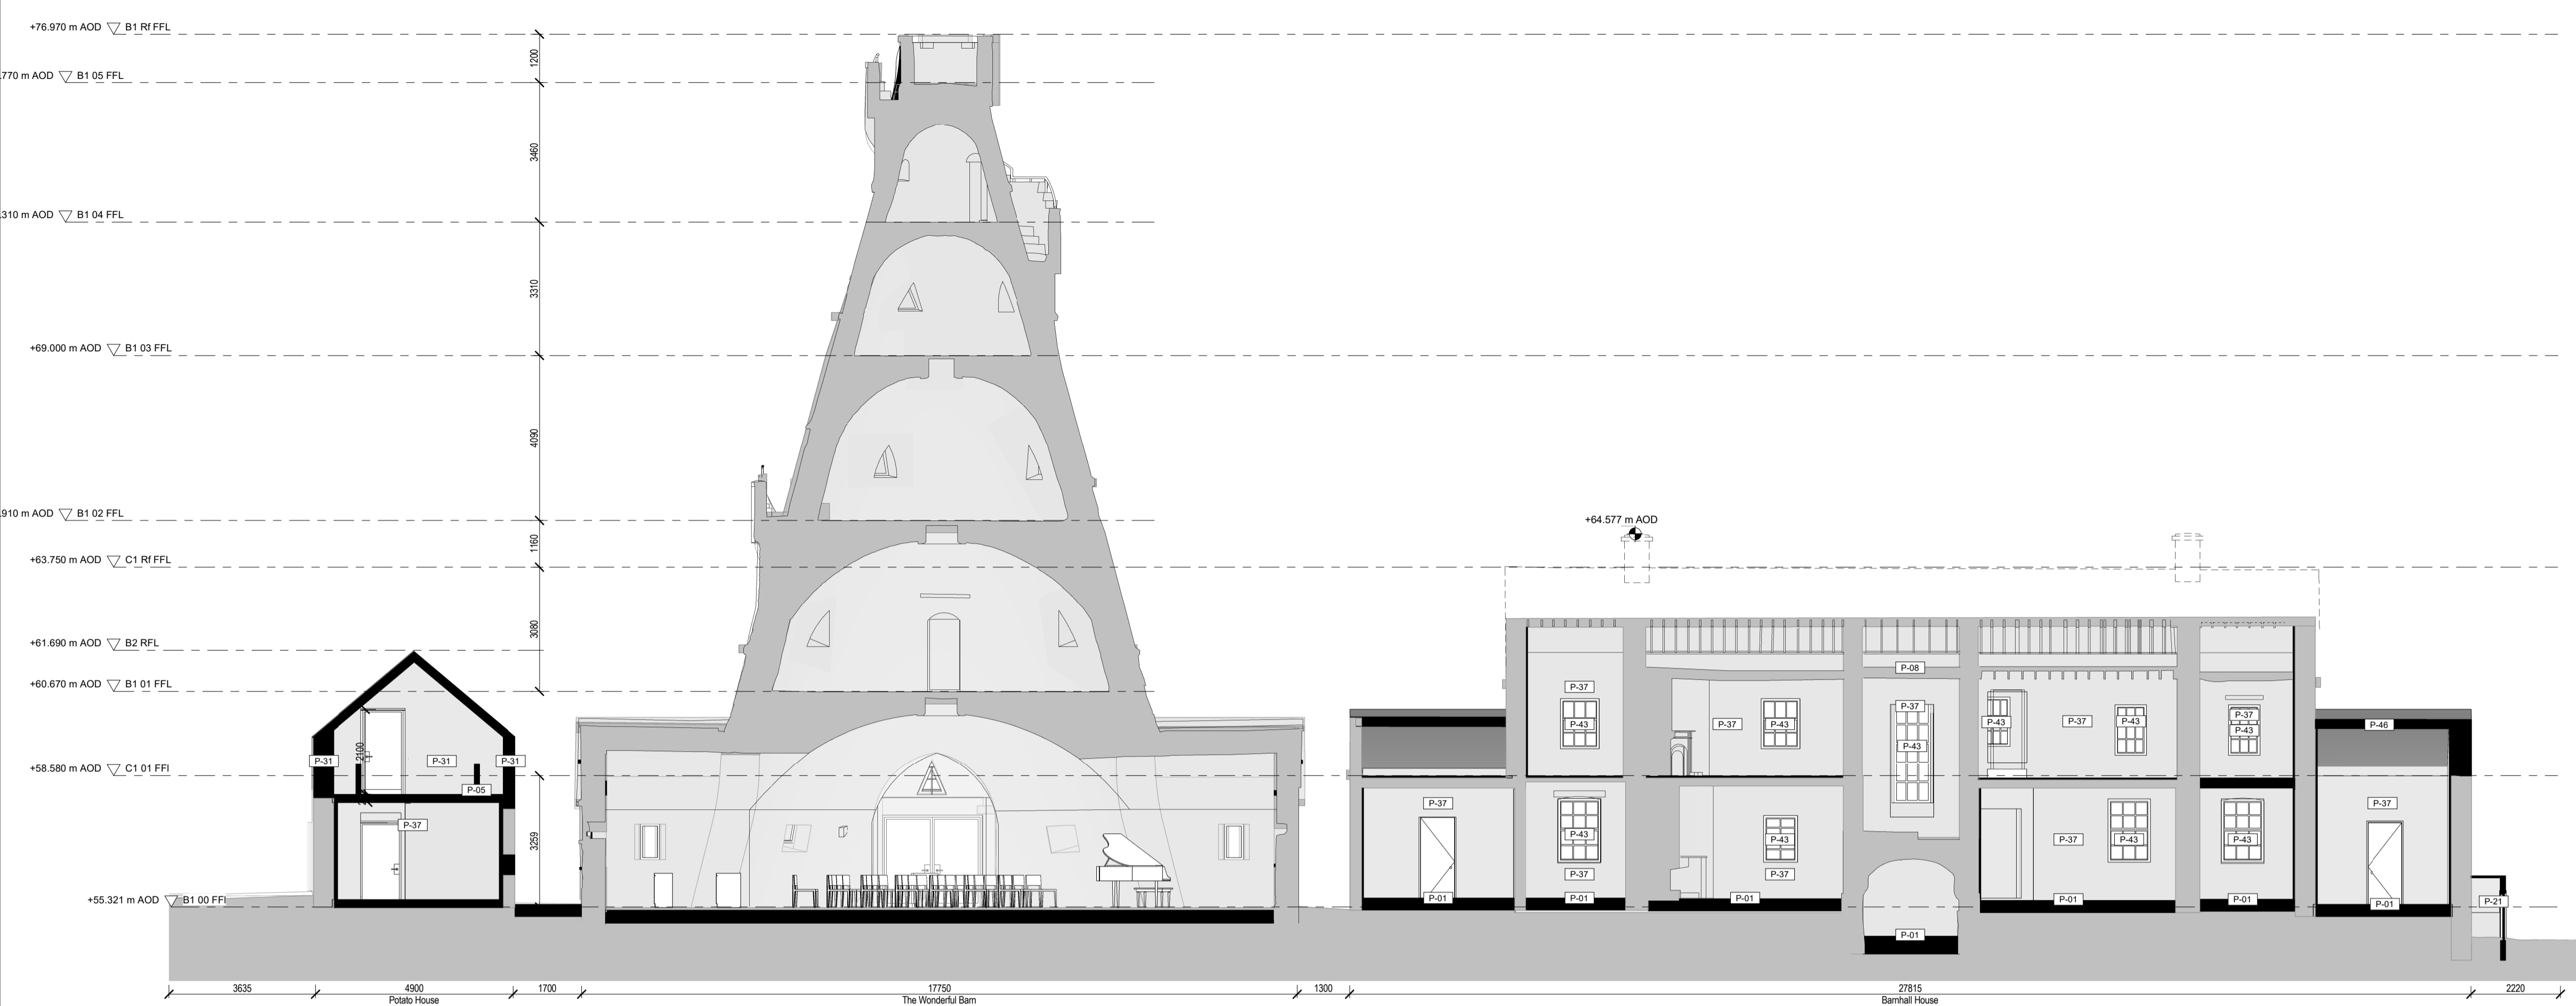 +76.970 m AOD B1 Rf FFL
1200
.770 m AOD B1 05 FFL
3460
.310 m AOD B1 04 FFL
3310
+69.000 m AOD B1 03 FFL
4090
.910 m AOD B1 02 FFL
+64.577 m AOD
1160
+63.750 m AOD C1 Rf FFL
3080
+61.690 m AOD B2 RFL
+60.670 m AOD B1 01 FFL
P-08
P-37
P-43
P-37
P-43
P-37
P-43
P-43
P-37
P-43
P-37
P-43
P-46
2100
P-31
P-31
P-31
+58.580 m AOD C1 01 FFl
P-05
P-37
3259
P-37
P-43
P-37
P-43
P-37
P-37
P-43
P-43
P-37
+55.321 m AOD B1 00 FFl
P-01
P-01
P-01
P-01
P-01
P-01
P-01
P-21
3635
4900
1700
17750
1300
27815
2220
Potato House
The Wonderful Barn
Barnhall House